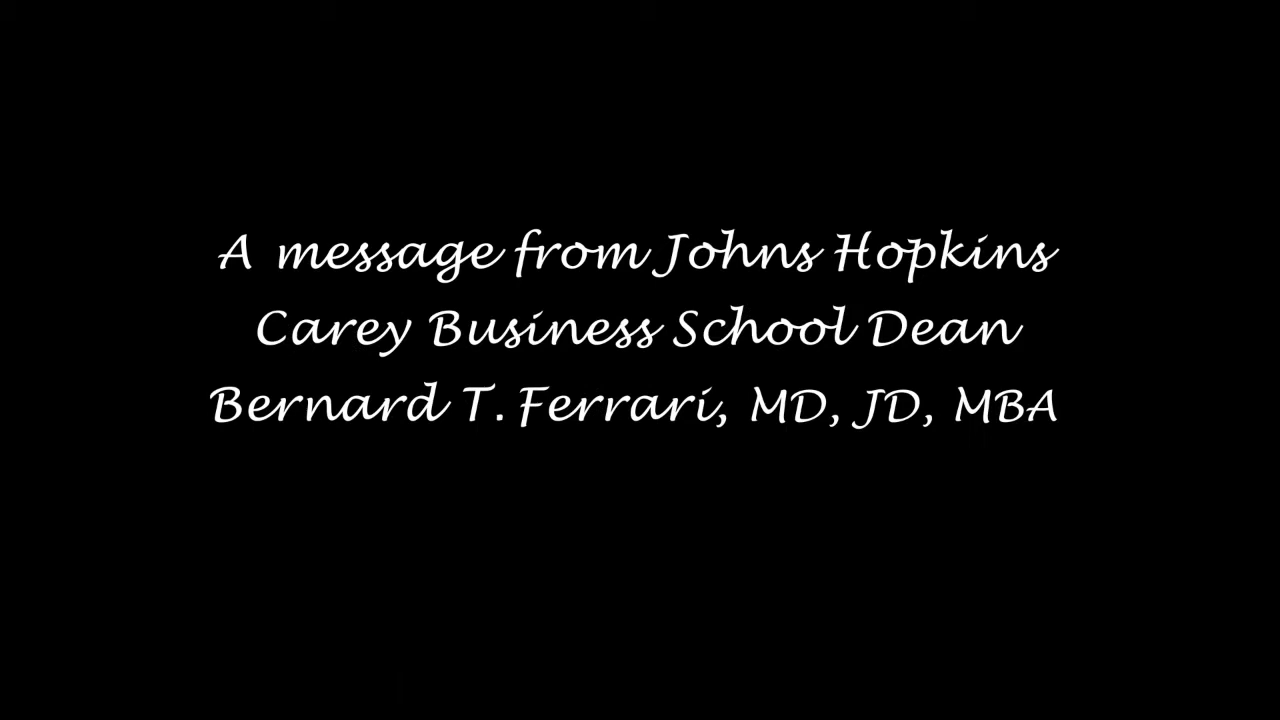 A message from Johns Hopkins
Carey Business School Dean
Bernard T. Ferrari, MD, JD, MBA